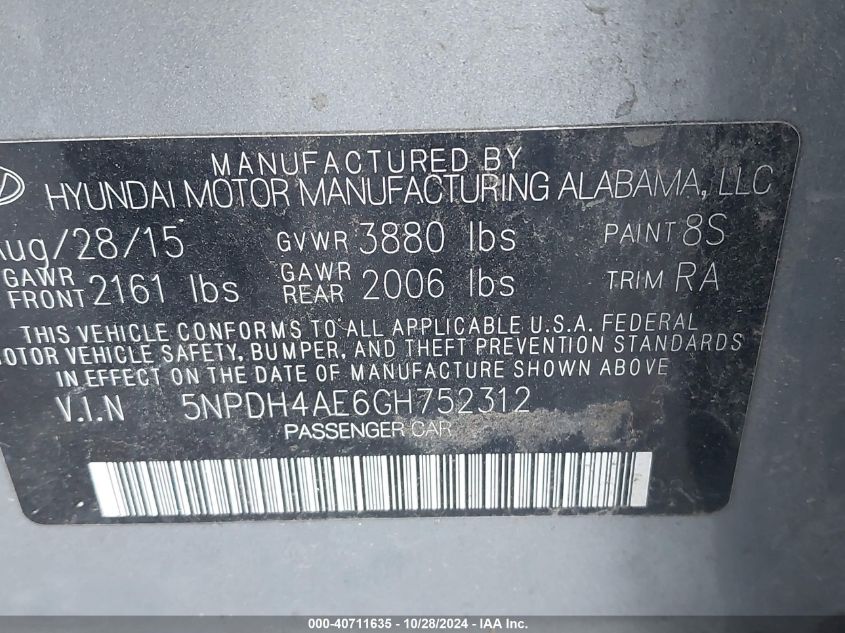 MANUFACTURED BY
HYUNDAI MOTOR MANUFACTURING ALABAMA, LLC
Aug/28/15 GVWR 3880 lbs PAINT 8S
GAWR FRONT 2161 lbs GAWR REAR 2006 lbs TRIM RA
THIS VEHICLE CONFORMS TO ALL APPLICABLE U.S.A. FEDERAL
MOTOR VEHICLE SAFETY, BUMPER, AND THEFT PREVENTION STANDARDS
IN EFFECT ON THE DATE OF MANUFACTURE SHOWN ABOVE
V.I.N 5NPDH4AE6GH752312
PASSENGER CAR
000-40711635 - 10/28/2024 - IAA Inc.